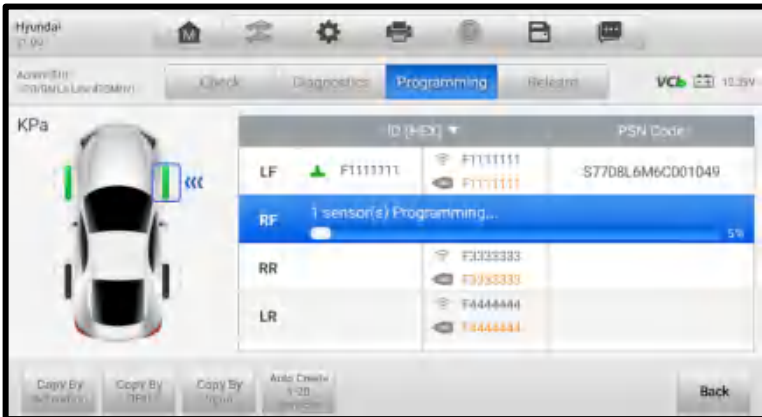 Hyundai
Check
Diagnostics
Programming
Relearn
VCI
KPa
ID (HEX) ▼
PSN Code
LF
F1111111
F1111111
F1111111
S77D8L6M6C001049
RF
1 sensor(s) Programming...
5%
RR
F3333333
F3333333
LR
F4444444
F4444444
Copy By
Copy By
Copy By
Auto Create
Back